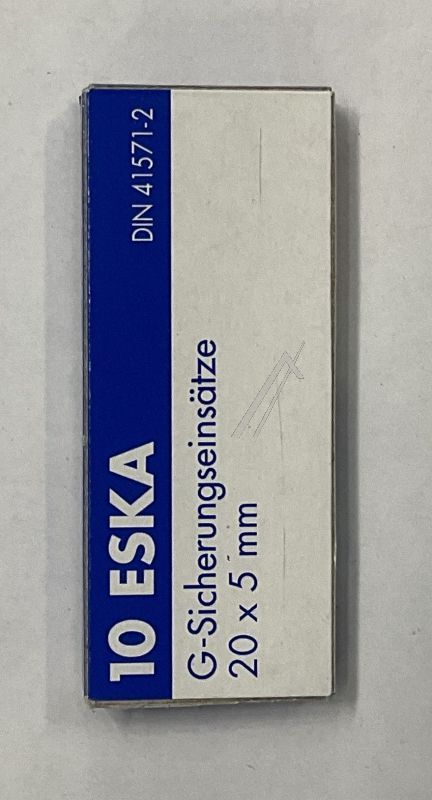 10 ESKA
DIN 41571-2
G-Sicherungseinsätze
20 x 5 mm